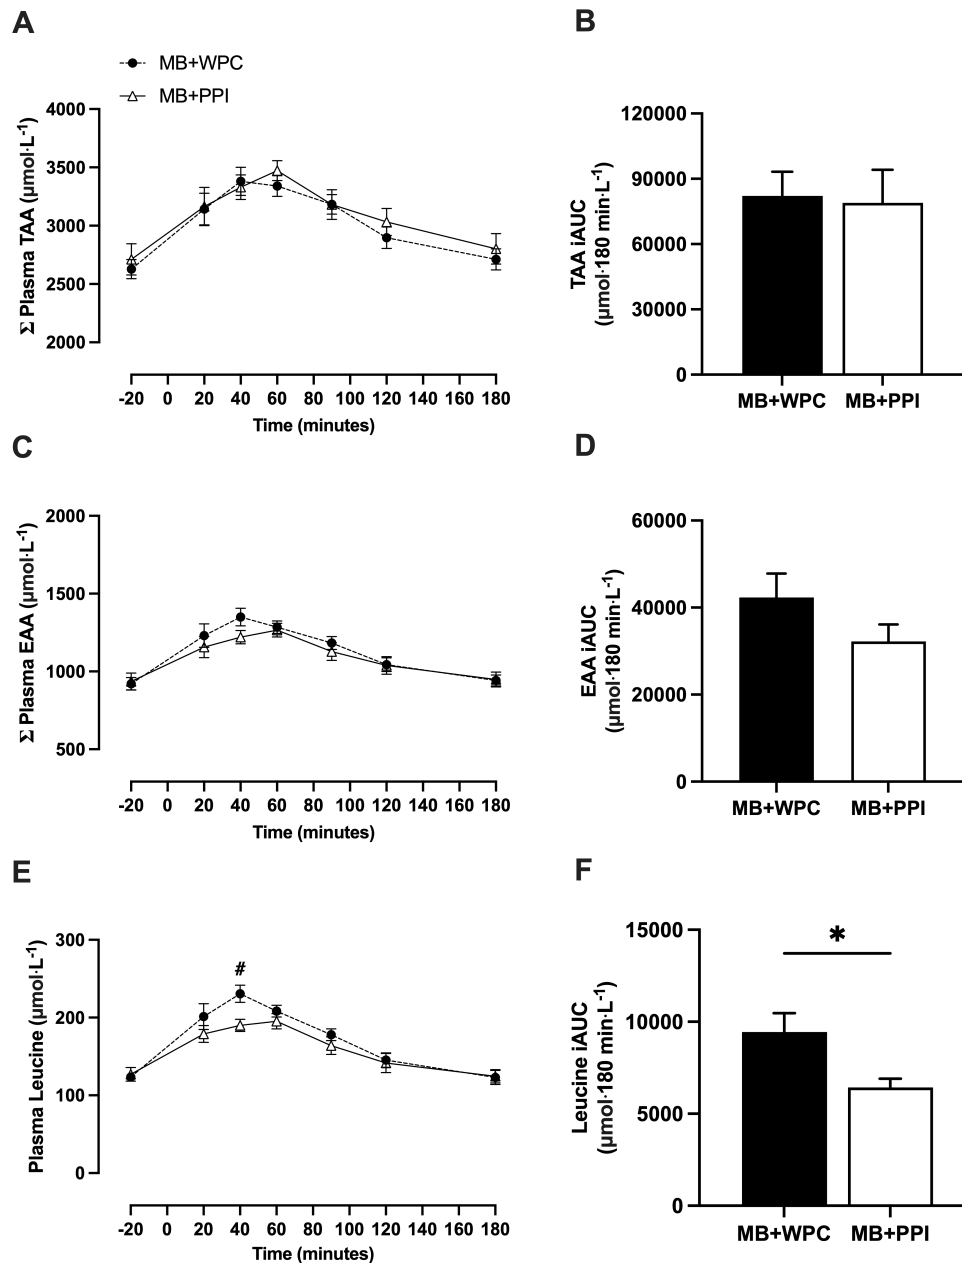 A
MB+WPC
MB+PPI
Σ Plasma TAA (µmol·L-1)
4000
3500
3000
2500
2000
-20 0 20 40 60 80 100 120 140 160 180
Time (minutes)
B
TAA iAUC
(µmol·180 min·L-1)
120000
90000
60000
30000
0
MB+WPC MB+PPI
C
Σ Plasma EAA (µmol·L-1)
2000
1500
1000
500
-20 0 20 40 60 80 100 120 140 160 180
Time (minutes)
D
EAA iAUC
(µmol·180 min·L-1)
60000
40000
20000
0
MB+WPC MB+PPI
E
Plasma Leucine (µmol·L-1)
300
200
100
0
#
-20 0 20 40 60 80 100 120 140 160 180
Time (minutes)
F
Leucine iAUC
(µmol·180 min·L-1)
15000
10000
5000
0
*
MB+WPC MB+PPI